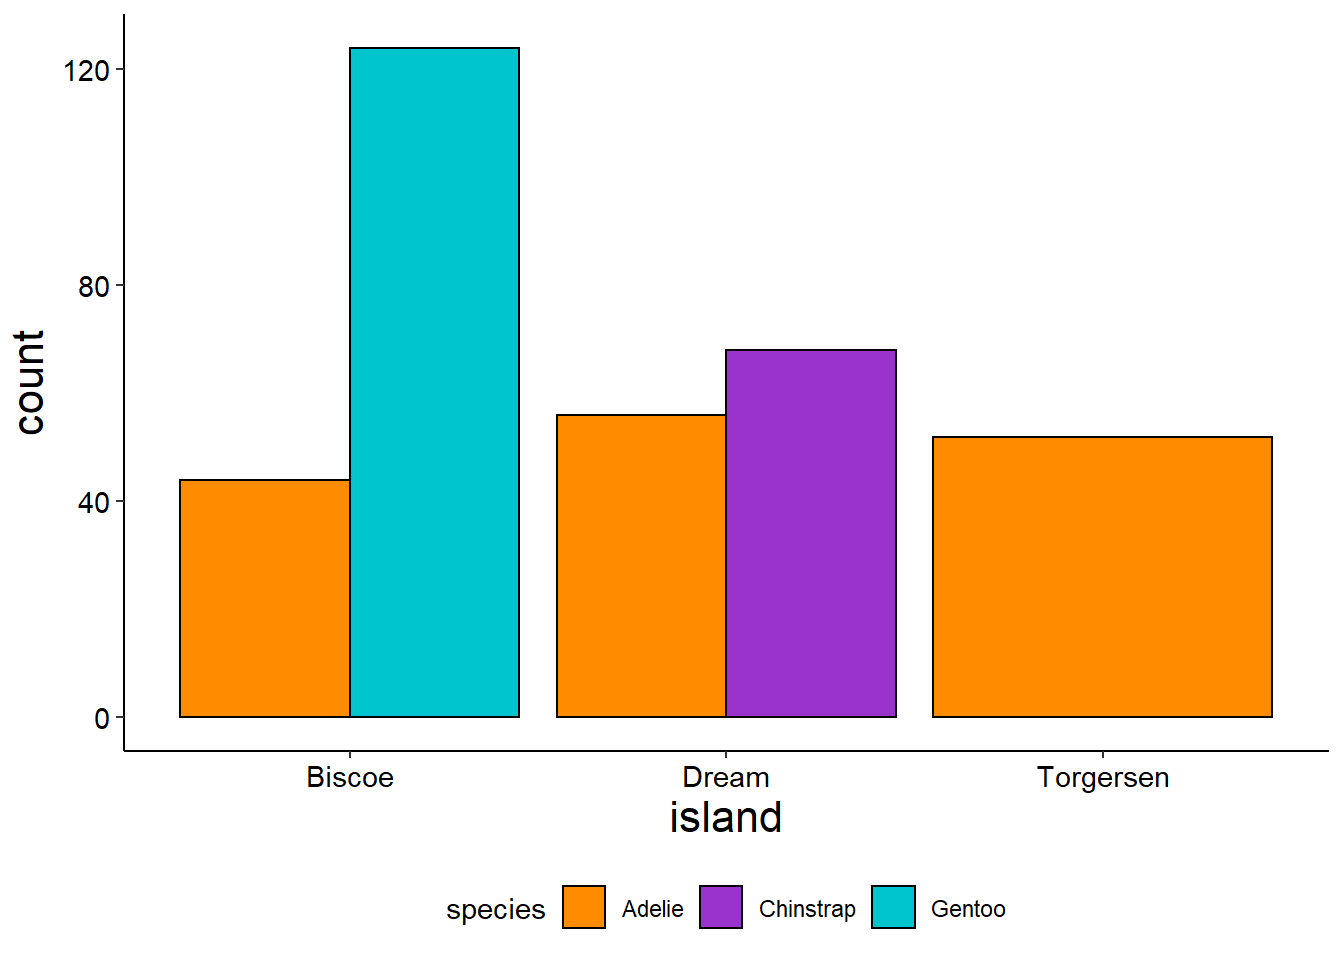 120
80
40
0
count
Biscoe Dream Torgersen
island
species Adelie Chinstrap Gentoo